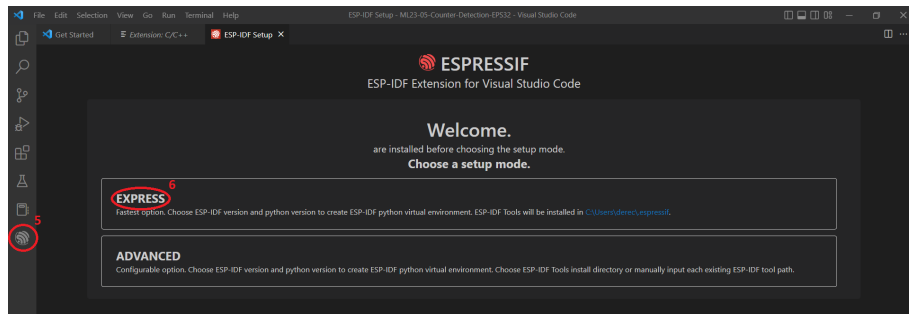 File Edit Selection View Go Run Terminal Help ESP-IDF Setup - ML23-05-Counter-Detection-EPS32 - Visual Studio Code
Get Started Extension: C/C++ ESP-IDF Setup
ESPRESSIF
ESP-IDF Extension for Visual Studio Code
Welcome.
are installed before choosing the setup mode.
Choose a setup mode.
6
EXPRESS
Fastest option. Choose ESP-IDF version and python version to create ESP-IDF python virtual environment. ESP-IDF Tools will be installed in C:\Users\derec\.espressif.
5
ADVANCED
Configurable option. Choose ESP-IDF version and python version to create ESP-IDF python virtual environment. Choose ESP-IDF Tools install directory or manually input each existing ESP-IDF tool path.